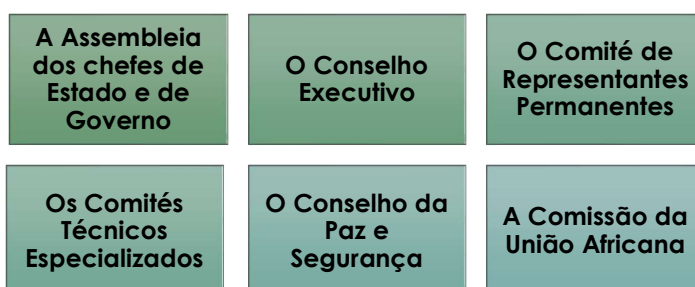 A Assembleia
dos chefes de
Estado e de
Governo
O Conselho
Executivo
O Comité de
Representantes
Permanentes
Os Comités
Técnicos
Especializados
O Conselho da
Paz e
Segurança
A Comissão da
União Africana